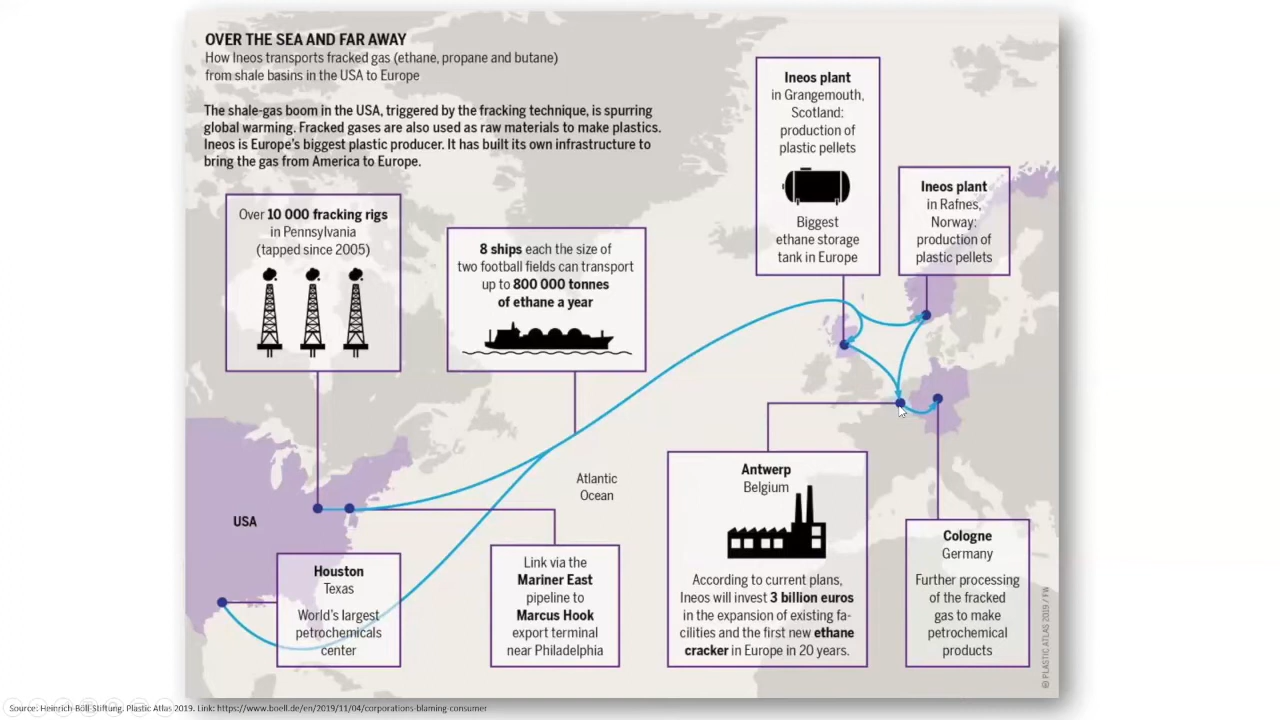 OVER THE SEA AND FAR AWAY
How Ineos transports fracked gas (ethane, propane and butane)
from shale basins in the USA to Europe
The shale-gas boom in the USA, triggered by the fracking technique, is spurring
global warming. Fracked gases are also used as raw materials to make plastics.
Ineos is Europe's biggest plastic producer. It has built its own infrastructure to
bring the gas from America to Europe.
Over 10 000 fracking rigs
in Pennsylvania
(tapped since 2005)
8 ships each the size of
two football fields can transport
up to 800 000 tonnes
of ethane a year
Ineos plant
in Grangemouth,
Scotland:
production of
plastic pellets
Biggest
ethane storage
tank in Europe
Ineos plant
in Rafnes,
Norway:
production of
plastic pellets
Atlantic
Ocean
USA
Houston
Texas
World's largest
petrochemicals
center
Link via the
Mariner East
pipeline to
Marcus Hook
export terminal
near Philadelphia
Antwerp
Belgium
According to current plans,
Ineos will invest 3 billion euros
in the expansion of existing fa-
cilities and the first new ethane
cracker in Europe in 20 years.
Cologne
Germany
Further processing
of the fracked
gas to make
petrochemical
products
© PLASTIC ATLAS 2019 / FW
Source: Heinrich-Böll-Stiftung. Plastic Atlas 2019. Link: https://www.boell.de/en/2019/11/04/corporations-blaming-consumer